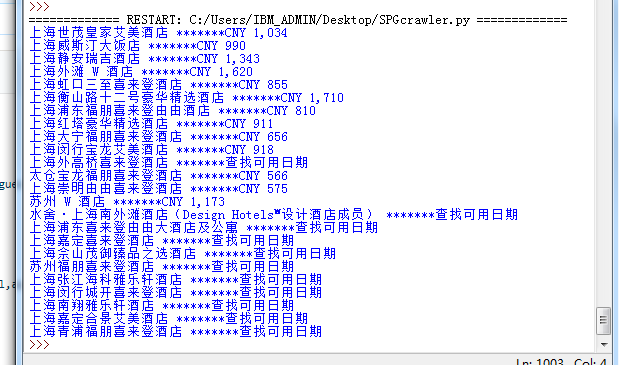 >>>
============= RESTART: C:/Users/IBM_ADMIN/Desktop/SPGcrawler.py =============
上海世茂皇家艾美酒店 *******CNY 1,034
上海威斯汀大饭店 *******CNY 990
上海静安瑞吉酒店 *******CNY 1,343
上海外滩 W 酒店 *******CNY 1,620
上海虹口三至喜来登酒店 *******CNY 855
上海衡山路十二号豪华精选酒店 *******CNY 1,710
上海浦东福朋喜来登由由酒店 *******CNY 810
上海红塔豪华精选酒店 *******CNY 911
上海大宁福朋喜来登酒店 *******CNY 656
上海闵行宝龙艾美酒店 *******CNY 918
上海外高桥喜来登酒店 *******查找可用日期
太仓宝龙福朋喜来登酒店 *******CNY 566
上海崇明由由喜来登酒店 *******CNY 575
苏州 W 酒店 *******CNY 1,173
水舍·上海南外滩酒店（Design Hotels™设计酒店成员） *******查找可用日期
上海浦东喜来登由由大酒店及公寓 *******查找可用日期
上海嘉定喜来登酒店 *******查找可用日期
上海佘山茂御臻品之选酒店 *******查找可用日期
苏州福朋喜来登酒店 *******查找可用日期
上海张江海科雅乐轩酒店 *******查找可用日期
上海闵行城开喜来登酒店 *******查找可用日期
上海南翔雅乐轩酒店 *******查找可用日期
上海嘉定合景艾美酒店 *******查找可用日期
上海青浦福朋喜来登酒店 *******查找可用日期
>>>
gue
l,a
Ln: 1003 Col: 4